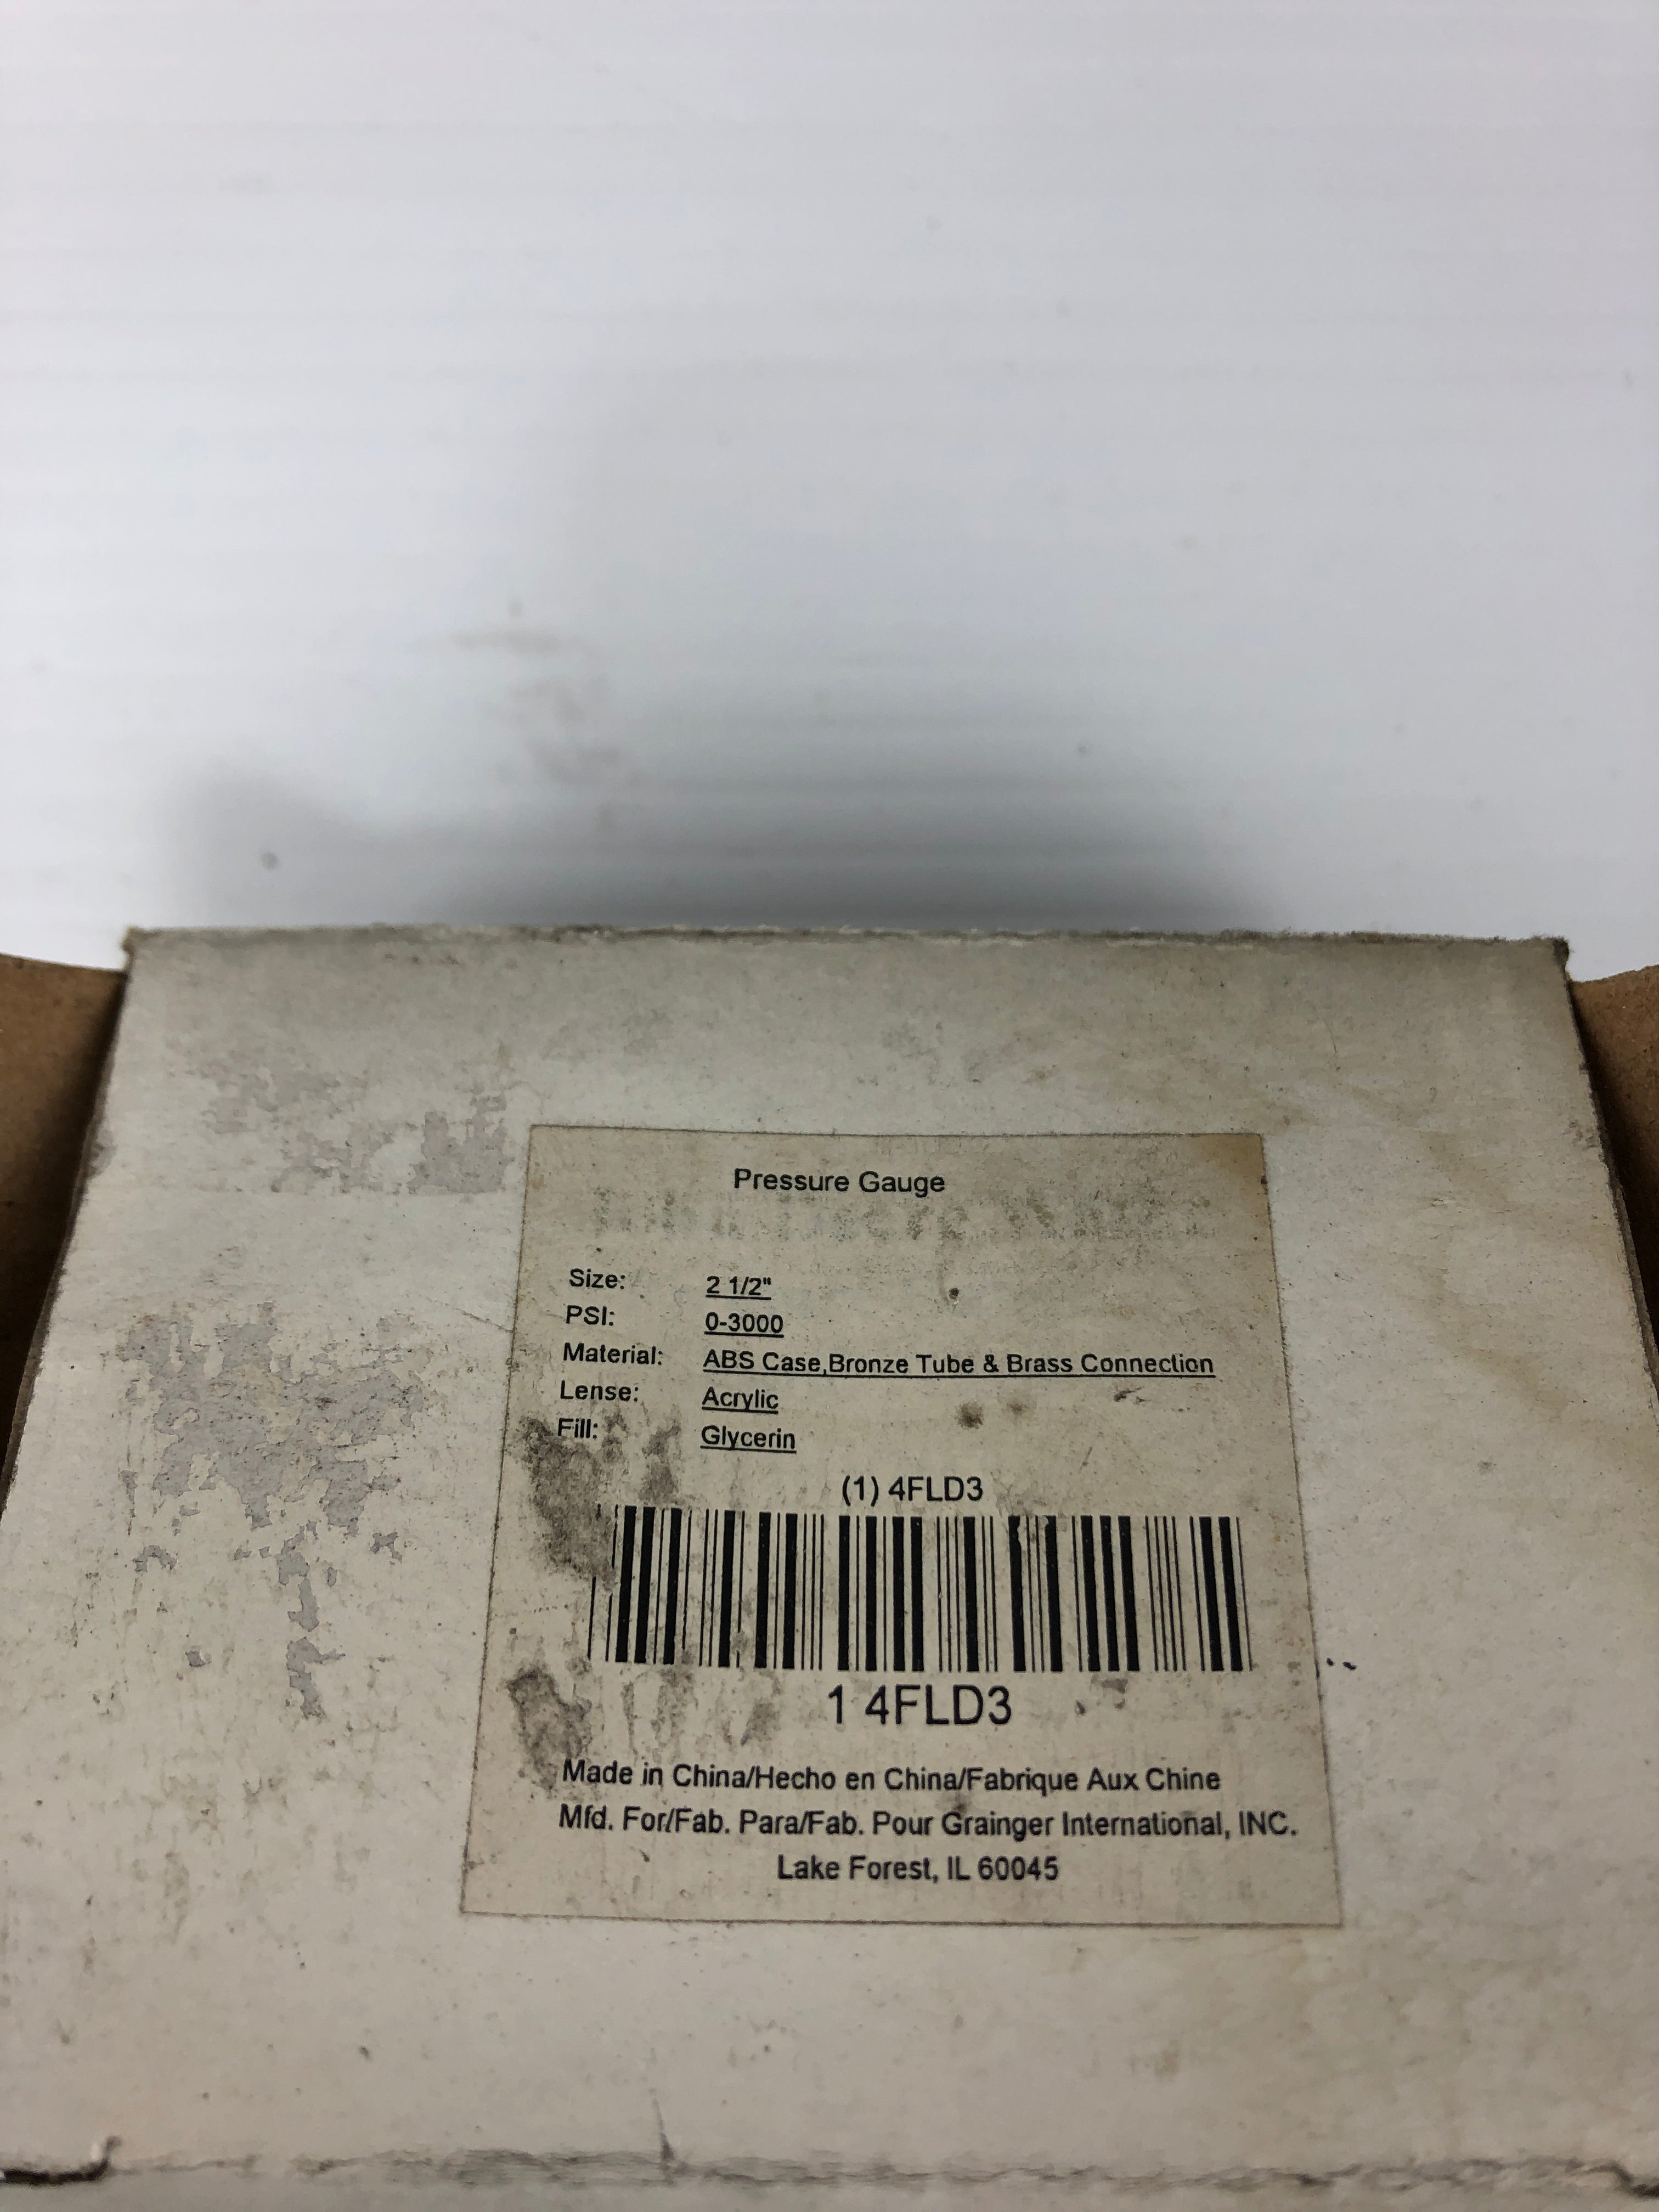 Pressure Gauge
Size: 2 1/2"
PSI: 0-3000
Material: ABS Case,Bronze Tube & Brass Connection
Lense: Acrylic
Fill: Glycerin
(1) 4FLD3
1 4FLD3
Made in China/Hecho en China/Fabrique Aux Chine
Mfd. For/Fab. Para/Fab. Pour Grainger International, INC.
Lake Forest, IL 60045